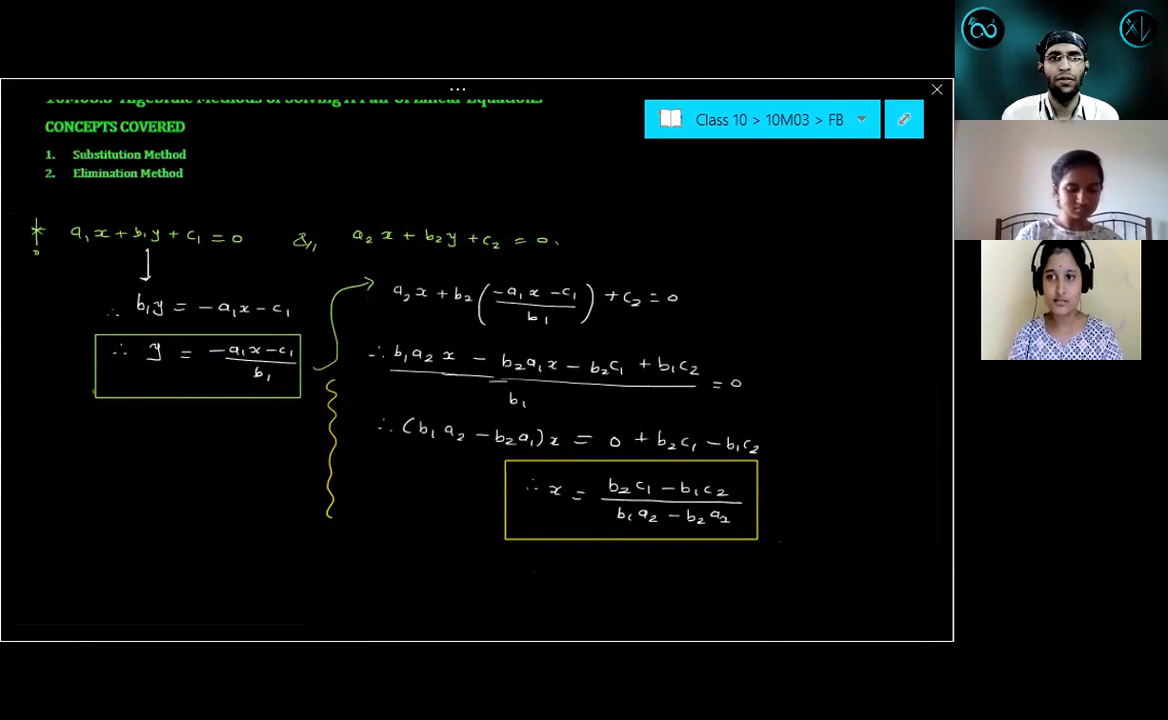 CONCEPTS COVERED
1. Substitution Method
2. Elimination Method
Class 10 > 10M03 > FB
a₁x + b₁y + c₁ = 0 &, a₂x + b₂y + c₂ = 0.
∴ b₁y = -a₁x - c₁
∴ y = (-a₁x - c₁)/b₁
a₂x + b₂((-a₁x - c₁)/b₁) + c₂ = 0
∴ (b₁a₂x - b₂a₁x - b₂c₁ + b₁c₂)/b₁ = 0
∴ (b₁a₂ - b₂a₁)x = 0 + b₂c₁ - b₁c₂
∴ x = (b₂c₁ - b₁c₂)/(b₁a₂ - b₂a₂)